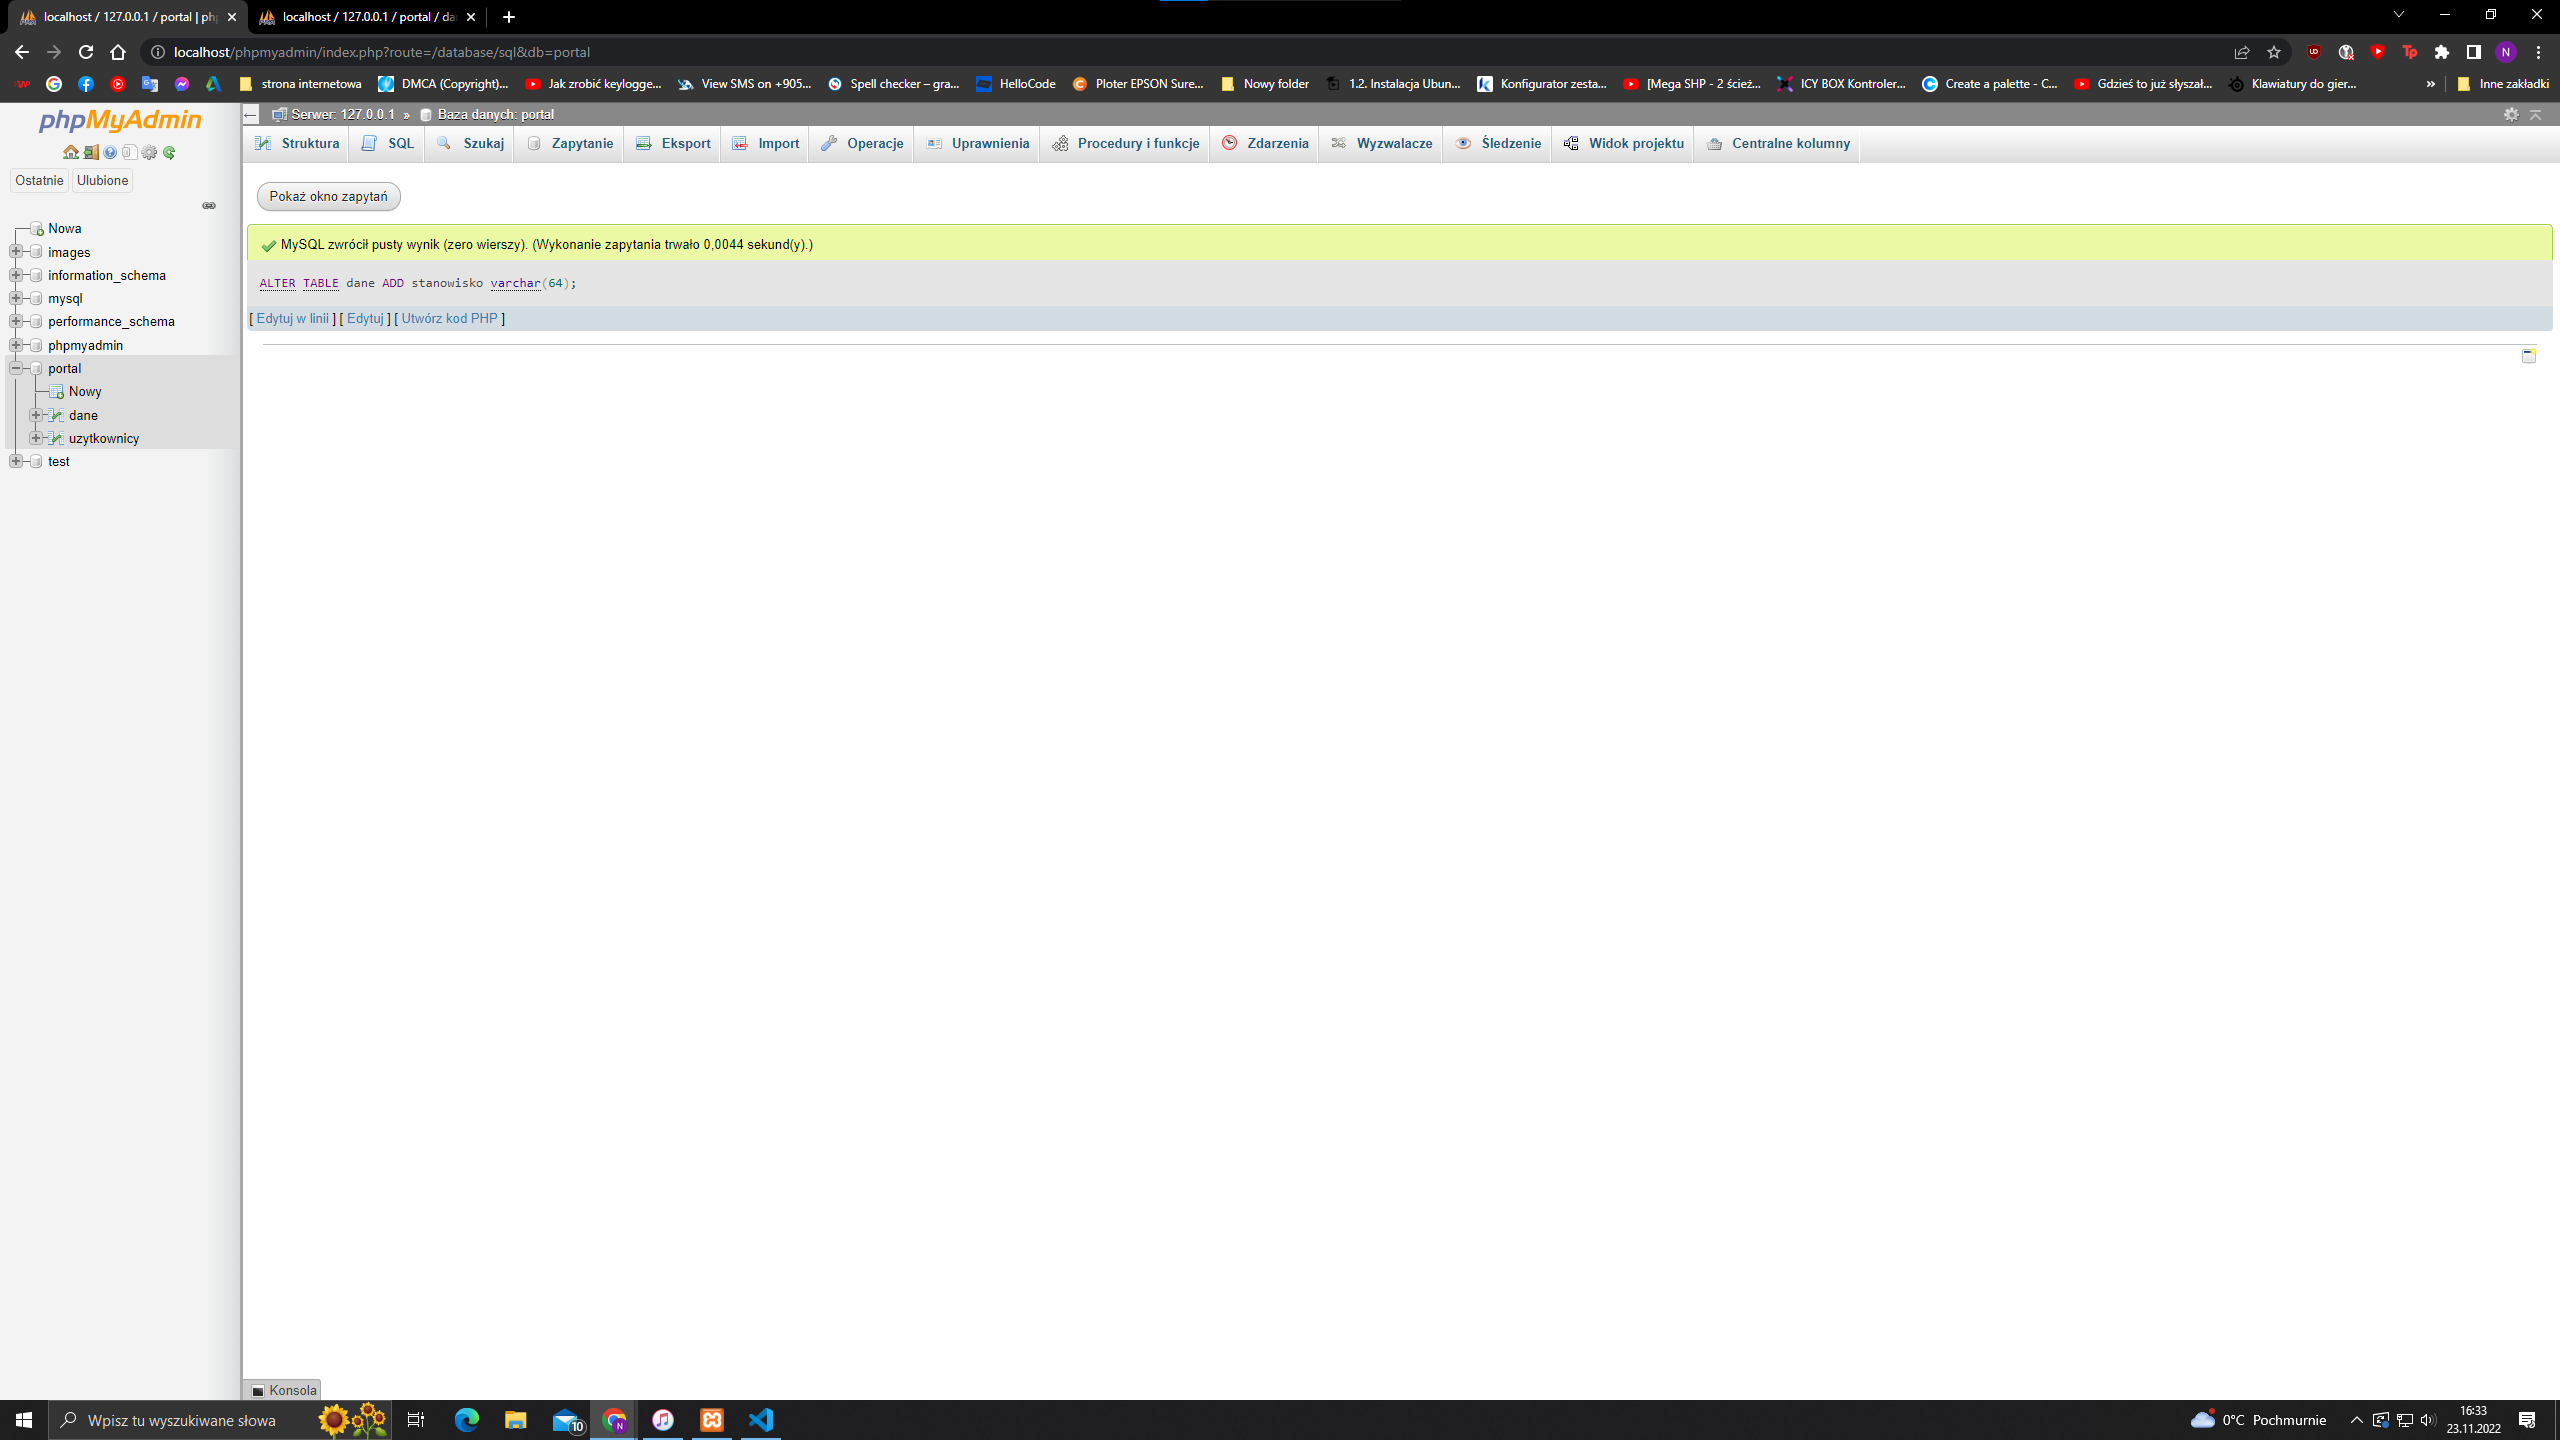 localhost / 127.0.0.1 / portal | php
localhost / 127.0.0.1 / portal / da
localhost/phpmyadmin/index.php?route=/database/sql&db=portal
N
strona internetowa
DMCA (Copyright)...
Jak zrobić keylogge...
View SMS on +905...
Spell checker – gra...
HelloCode
Ploter EPSON Sure...
Nowy folder
1.2. Instalacja Ubun...
Konfigurator zesta...
[Mega SHP - 2 ścież...
ICY BOX Kontroler...
Create a palette - C...
Gdzieś to już słyszał...
Klawiatury do gier...
»
Inne zakładki
phpMyAdmin
Serwer: 127.0.0.1 » Baza danych: portal
Struktura
SQL
Szukaj
Zapytanie
Eksport
Import
Operacje
Uprawnienia
Procedury i funkcje
Zdarzenia
Wyzwalacze
Śledzenie
Widok projektu
Centralne kolumny
Ostatnie
Ulubione
Nowa
images
information_schema
mysql
performance_schema
phpmyadmin
portal
Nowy
dane
uzytkownicy
test
Pokaż okno zapytań
MySQL zwrócił pusty wynik (zero wierszy). (Wykonanie zapytania trwało 0,0044 sekund(y).)
ALTER TABLE dane ADD stanowisko varchar(64);
[ Edytuj w linii ] [ Edytuj ] [ Utwórz kod PHP ]
Konsola
Wpisz tu wyszukiwane słowa
10
N
0°C Pochmurnie
16:33
23.11.2022